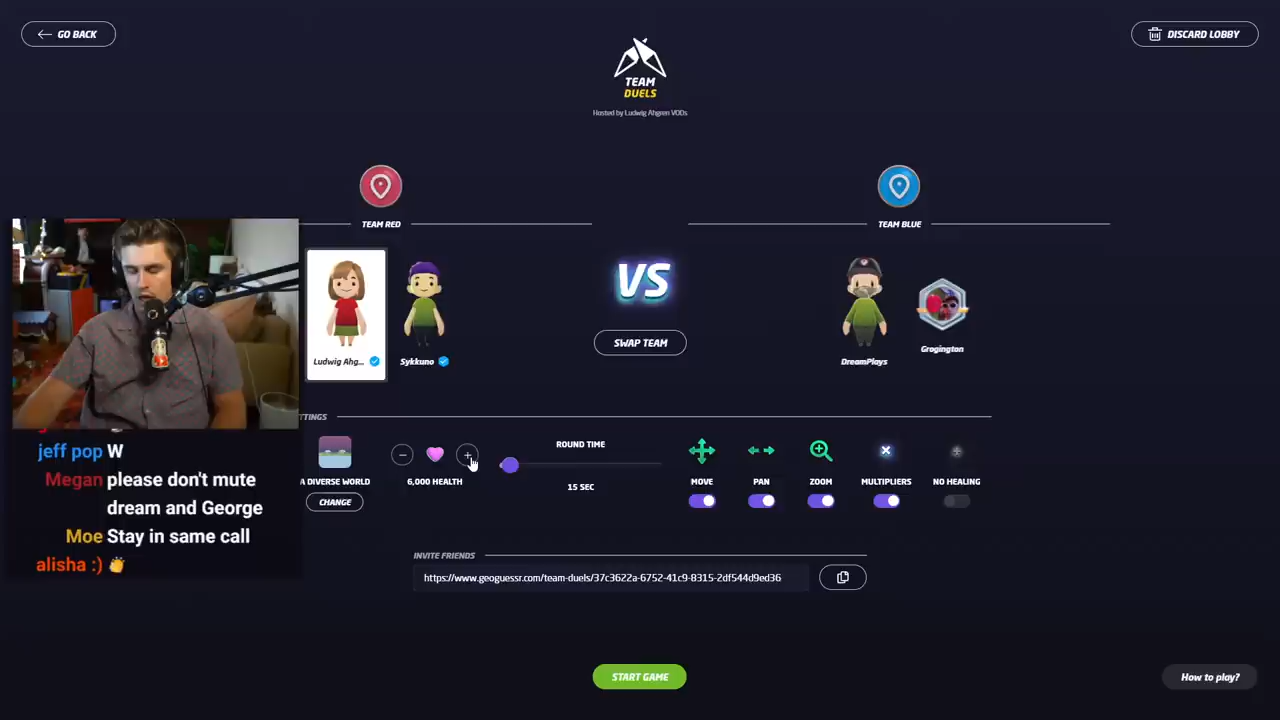 GO BACK
DISCARD LOBBY
TEAM
DUELS
Hosted by Ludwig Ahgren VODs
TEAM RED
TEAM BLUE
VS
SWAP TEAM
Ludwig Ahg...
Sykkuno
DreamPlays
Grogington
TTINGS
A DIVERSE WORLD
CHANGE
6,000 HEALTH
ROUND TIME
15 SEC
MOVE
PAN
ZOOM
MULTIPLIERS
NO HEALING
jeff pop W
Megan please don't mute
dream and George
Moe Stay in same call
alisha :)
INVITE FRIENDS
https://www.geoguessr.com/team-duels/37c3622a-6752-41c9-8315-2df544d9ed36
START GAME
How to play?